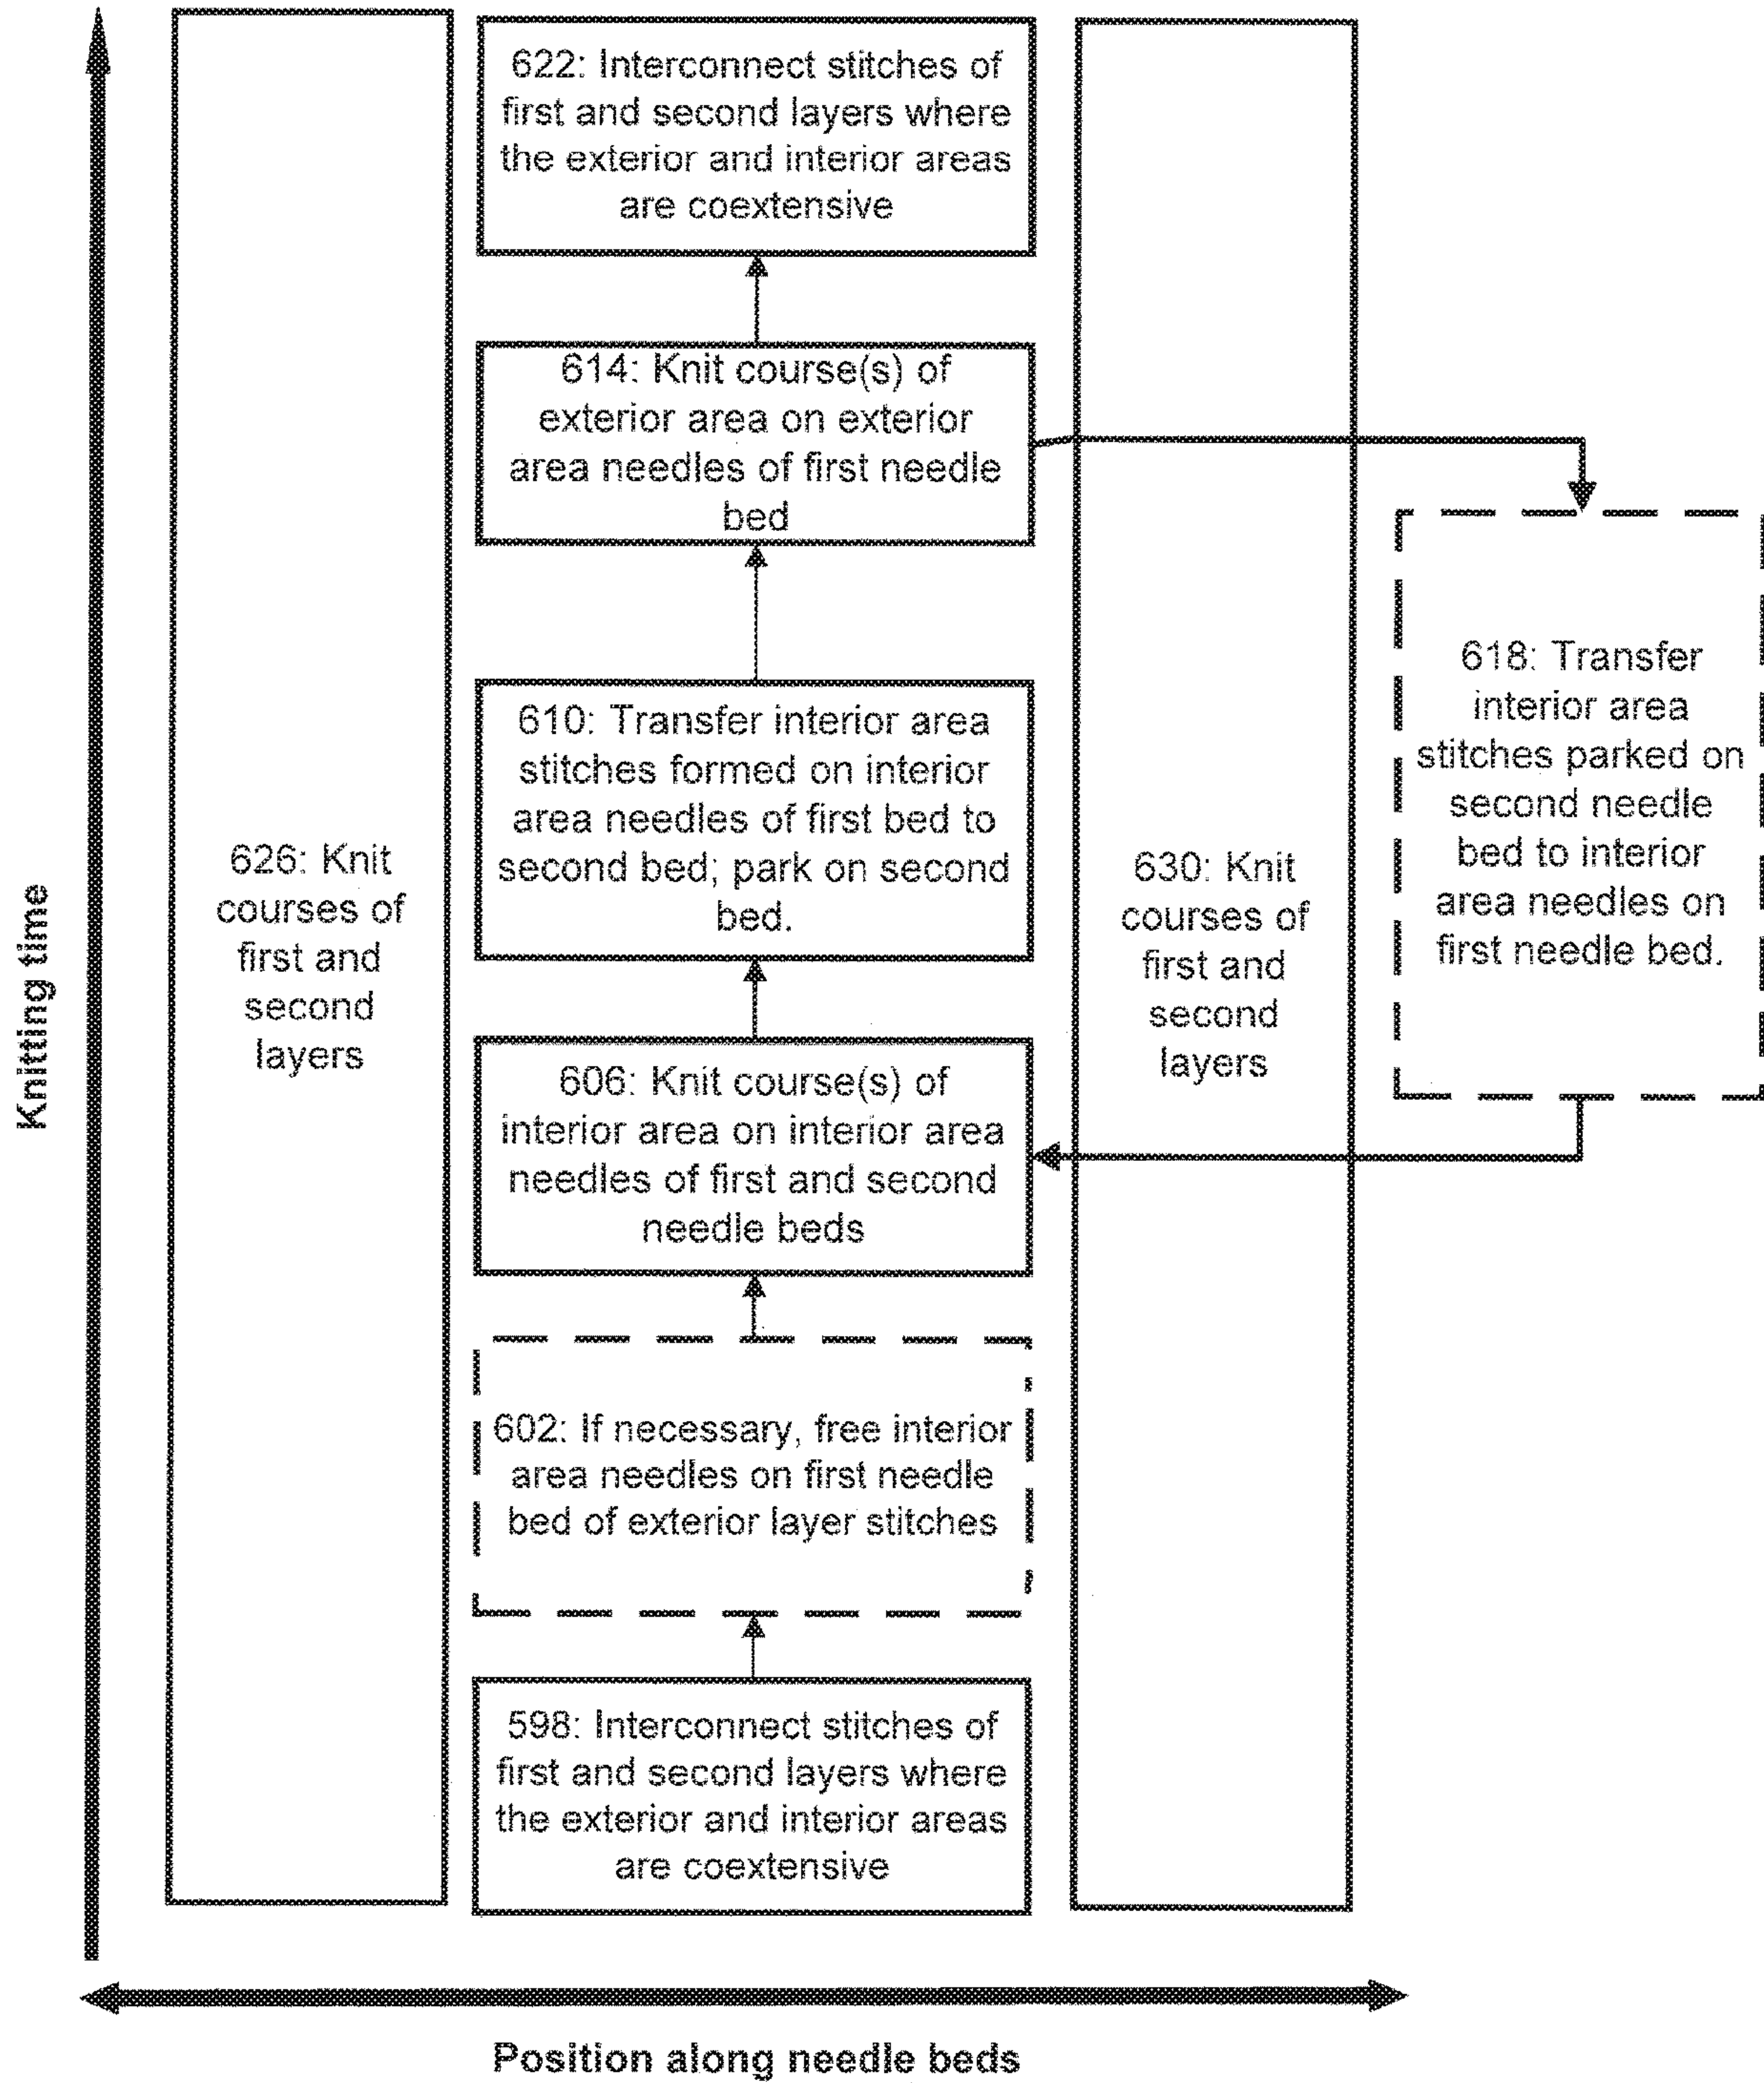 622: Interconnect stitches of
first and second layers where
the exterior and interior areas
are coextensive
614: Knit course(s) of
exterior area on exterior
area needles of first needle
bed
618: Transfer
interior area
stitches parked on
second needle
bed to interior
area needles on
first needle bed.
610: Transfer interior area
stitches formed on interior
area needles of first bed to
second bed; park on second
bed.
626: Knit
courses of
first and
second
layers
630: Knit
courses of
first and
second
layers
Knitting time
606: Knit course(s) of
interior area on interior area
needles of first and second
needle beds
602: If necessary, free interior
area needles on first needle
bed of exterior layer stitches
598: Interconnect stitches of
first and second layers where
the exterior and interior areas
are coextensive
Position along needle beds